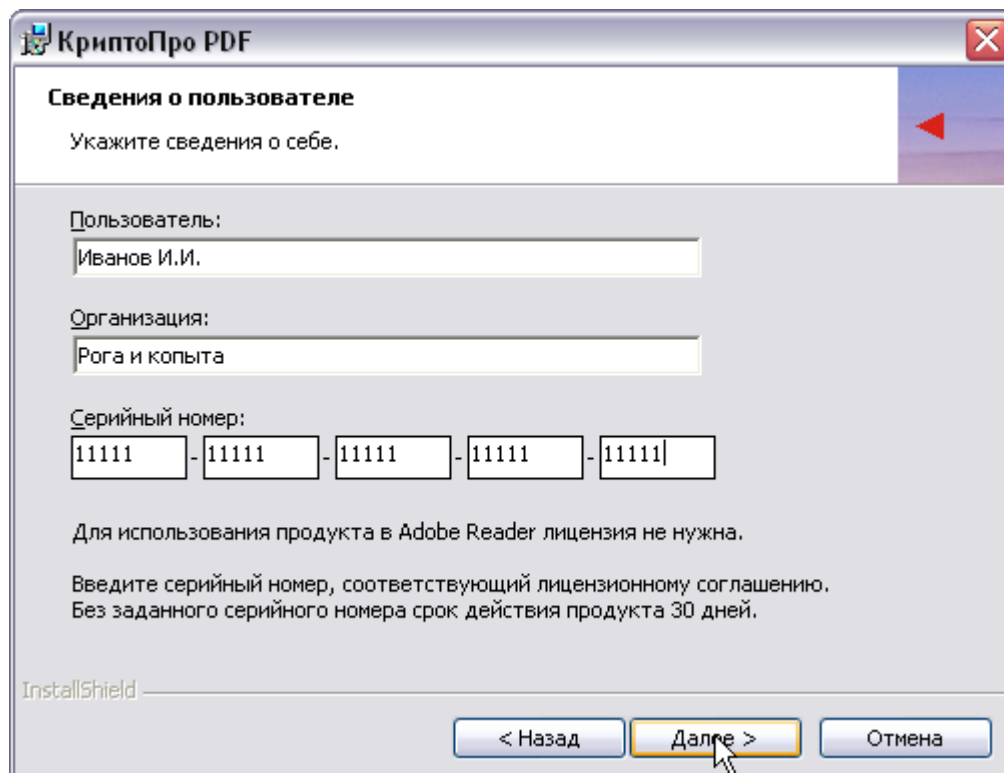 КриптоПро PDF
Сведения о пользователе
Укажите сведения о себе.
Пользователь:
Иванов И.И.
Организация:
Рога и копыта
Серийный номер:
11111 - 11111 - 11111 - 11111 - 11111
Для использования продукта в Adobe Reader лицензия не нужна.
Введите серийный номер, соответствующий лицензионному соглашению.
Без заданного серийного номера срок действия продукта 30 дней.
InstallShield
< Назад Далее > Отмена